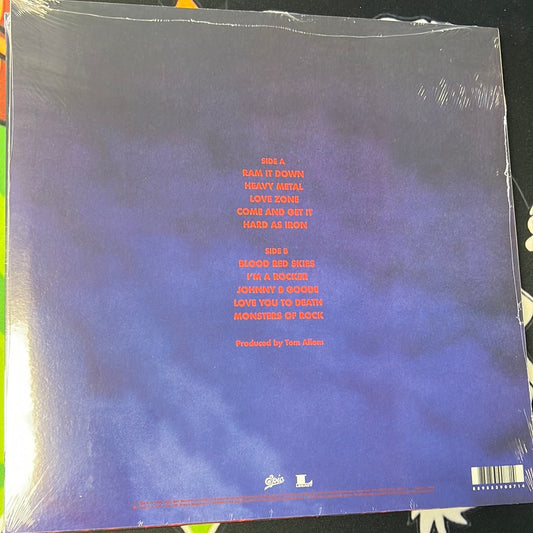 SIDE A
RAM IT DOWN
HEAVY METAL
LOVE ZONE
COME AND GET IT
HARD AS IRON
SIDE B
BLOOD RED SKIES
I'M A ROCKER
JOHNNY B GOODE
LOVE YOU TO DEATH
MONSTERS OF ROCK
Produced by Tom Allom
Epic